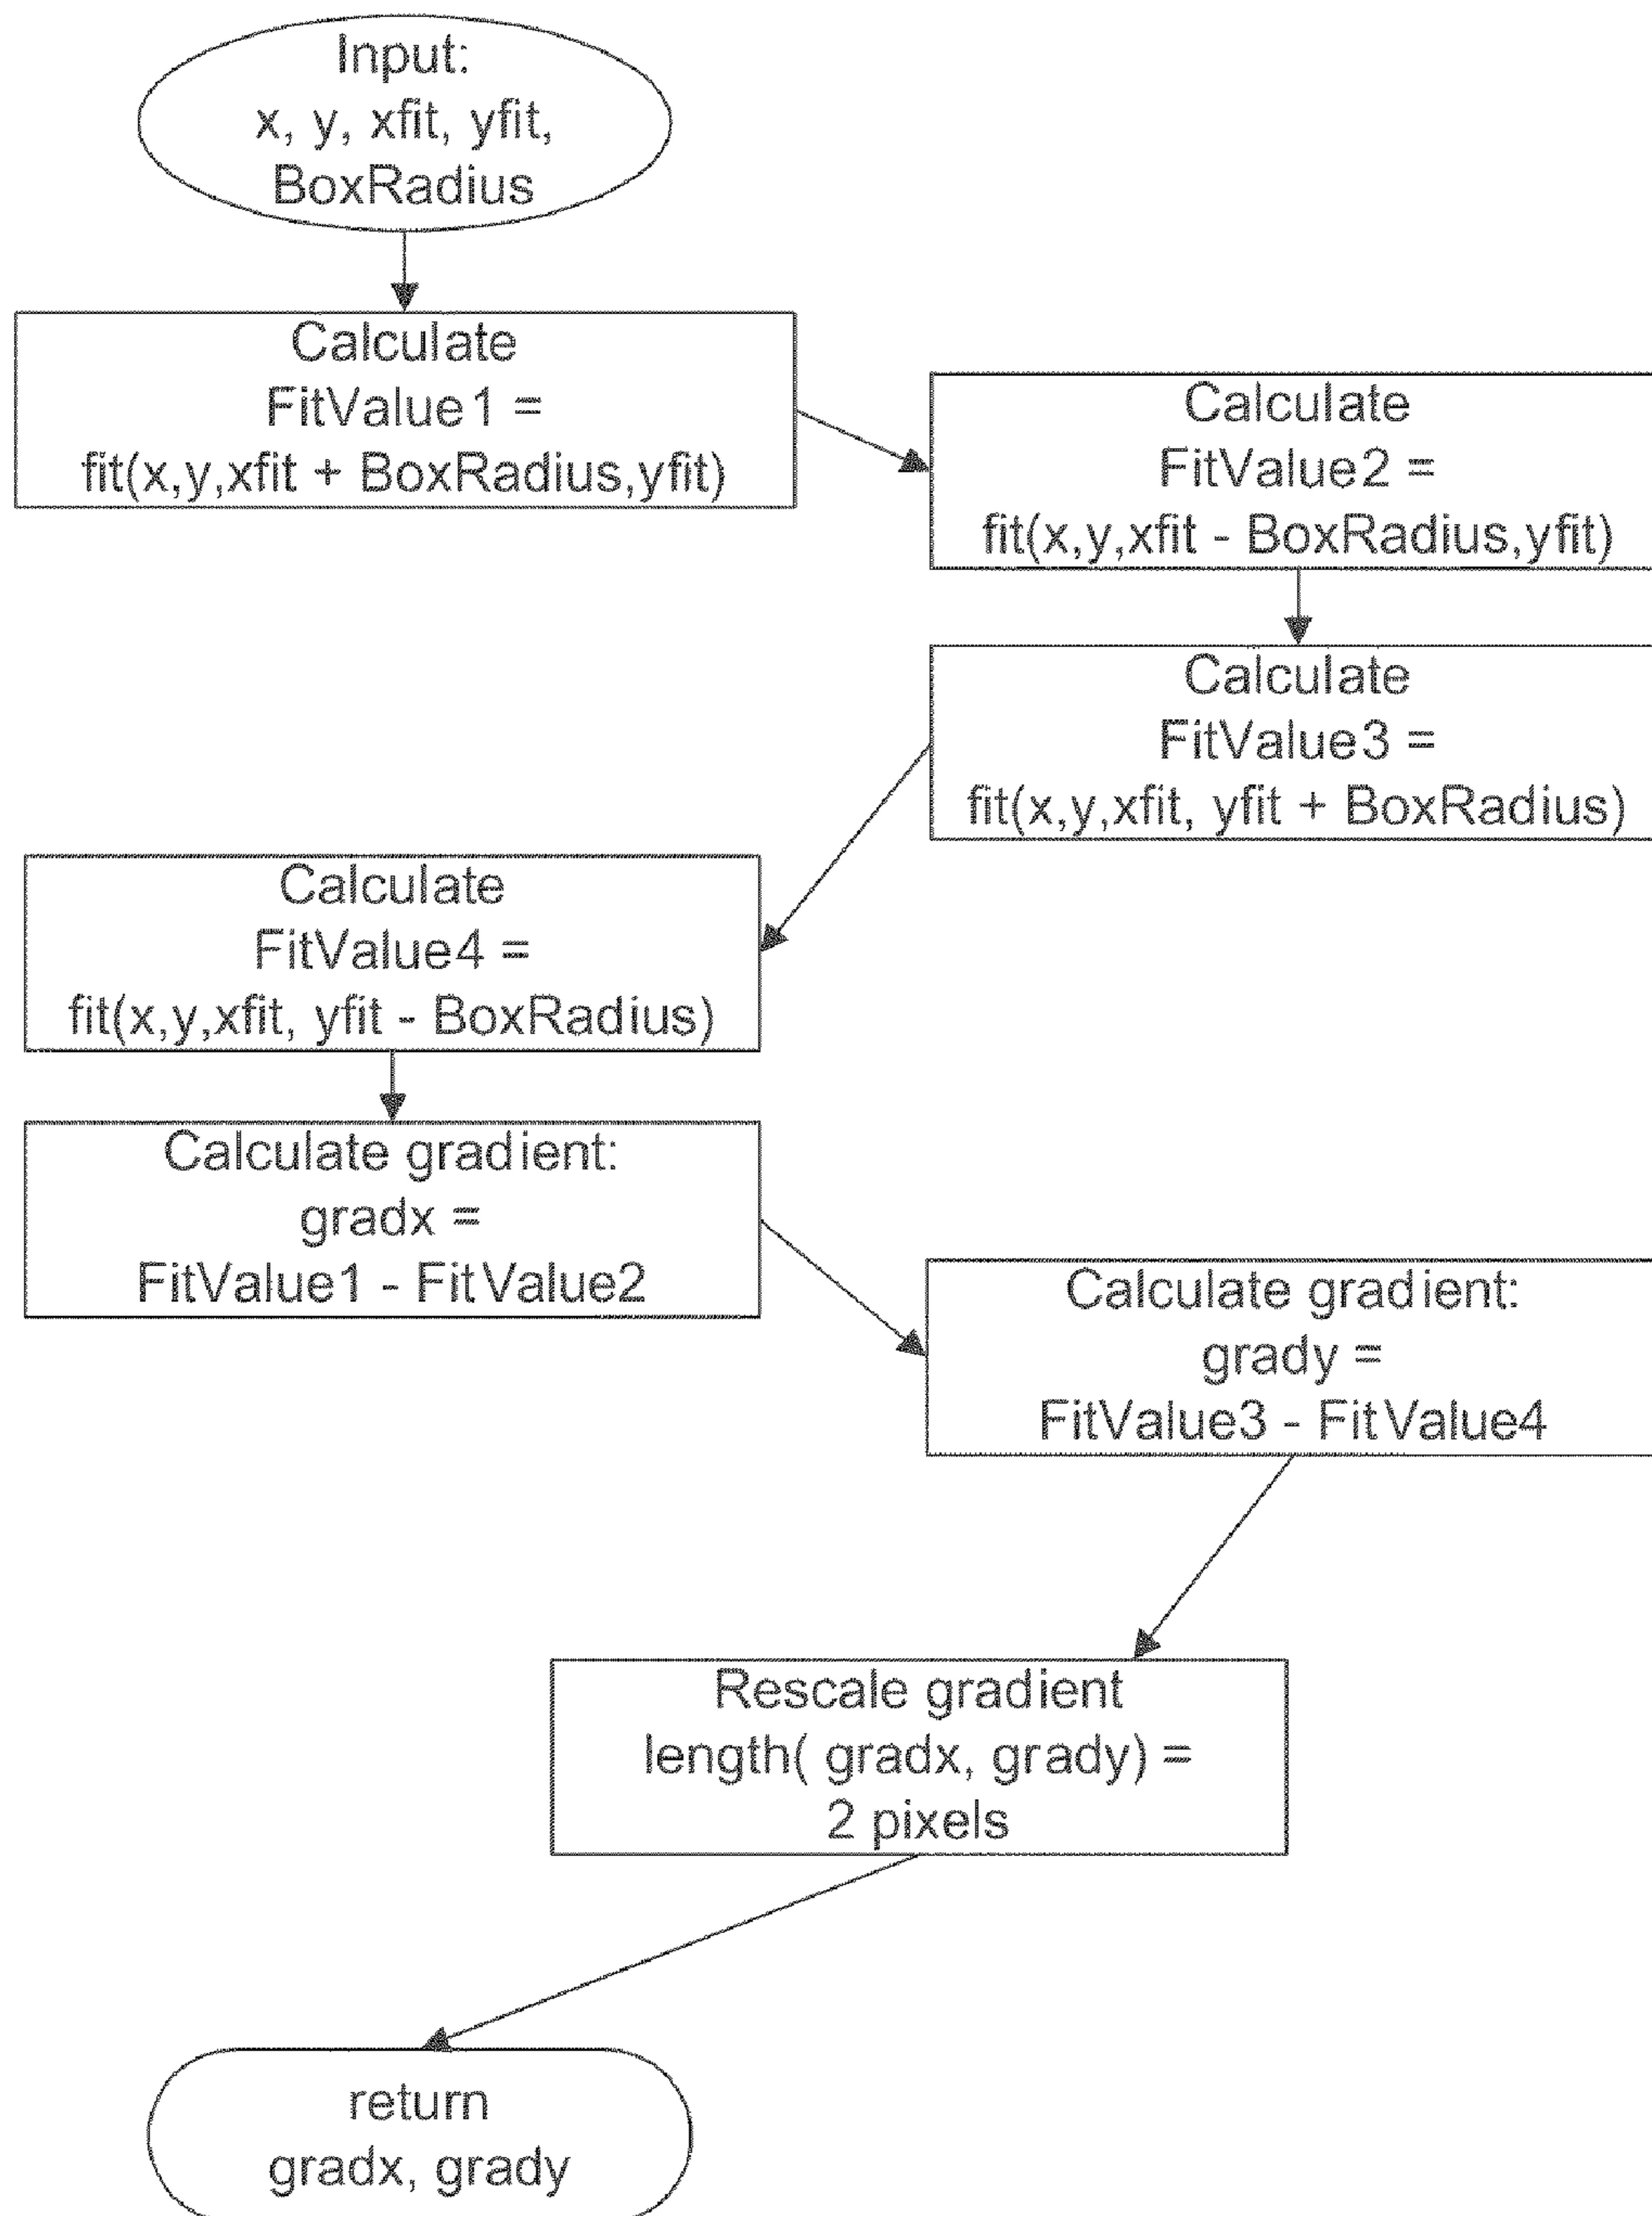 Input:
x, y, xfit, yfit,
BoxRadius
Calculate
FitValue1 =
fit(x,y,xfit + BoxRadius,yfit)
Calculate
FitValue2 =
fit(x,y,xfit - BoxRadius,yfit)
Calculate
FitValue3 =
fit(x,y,xfit, yfit + BoxRadius)
Calculate
FitValue4 =
fit(x,y,xfit, yfit - BoxRadius)
Calculate gradient:
gradx =
FitValue1 - FitValue2
Calculate gradient:
grady =
FitValue3 - FitValue4
Rescale gradient
length( gradx, grady) =
2 pixels
return
gradx, grady